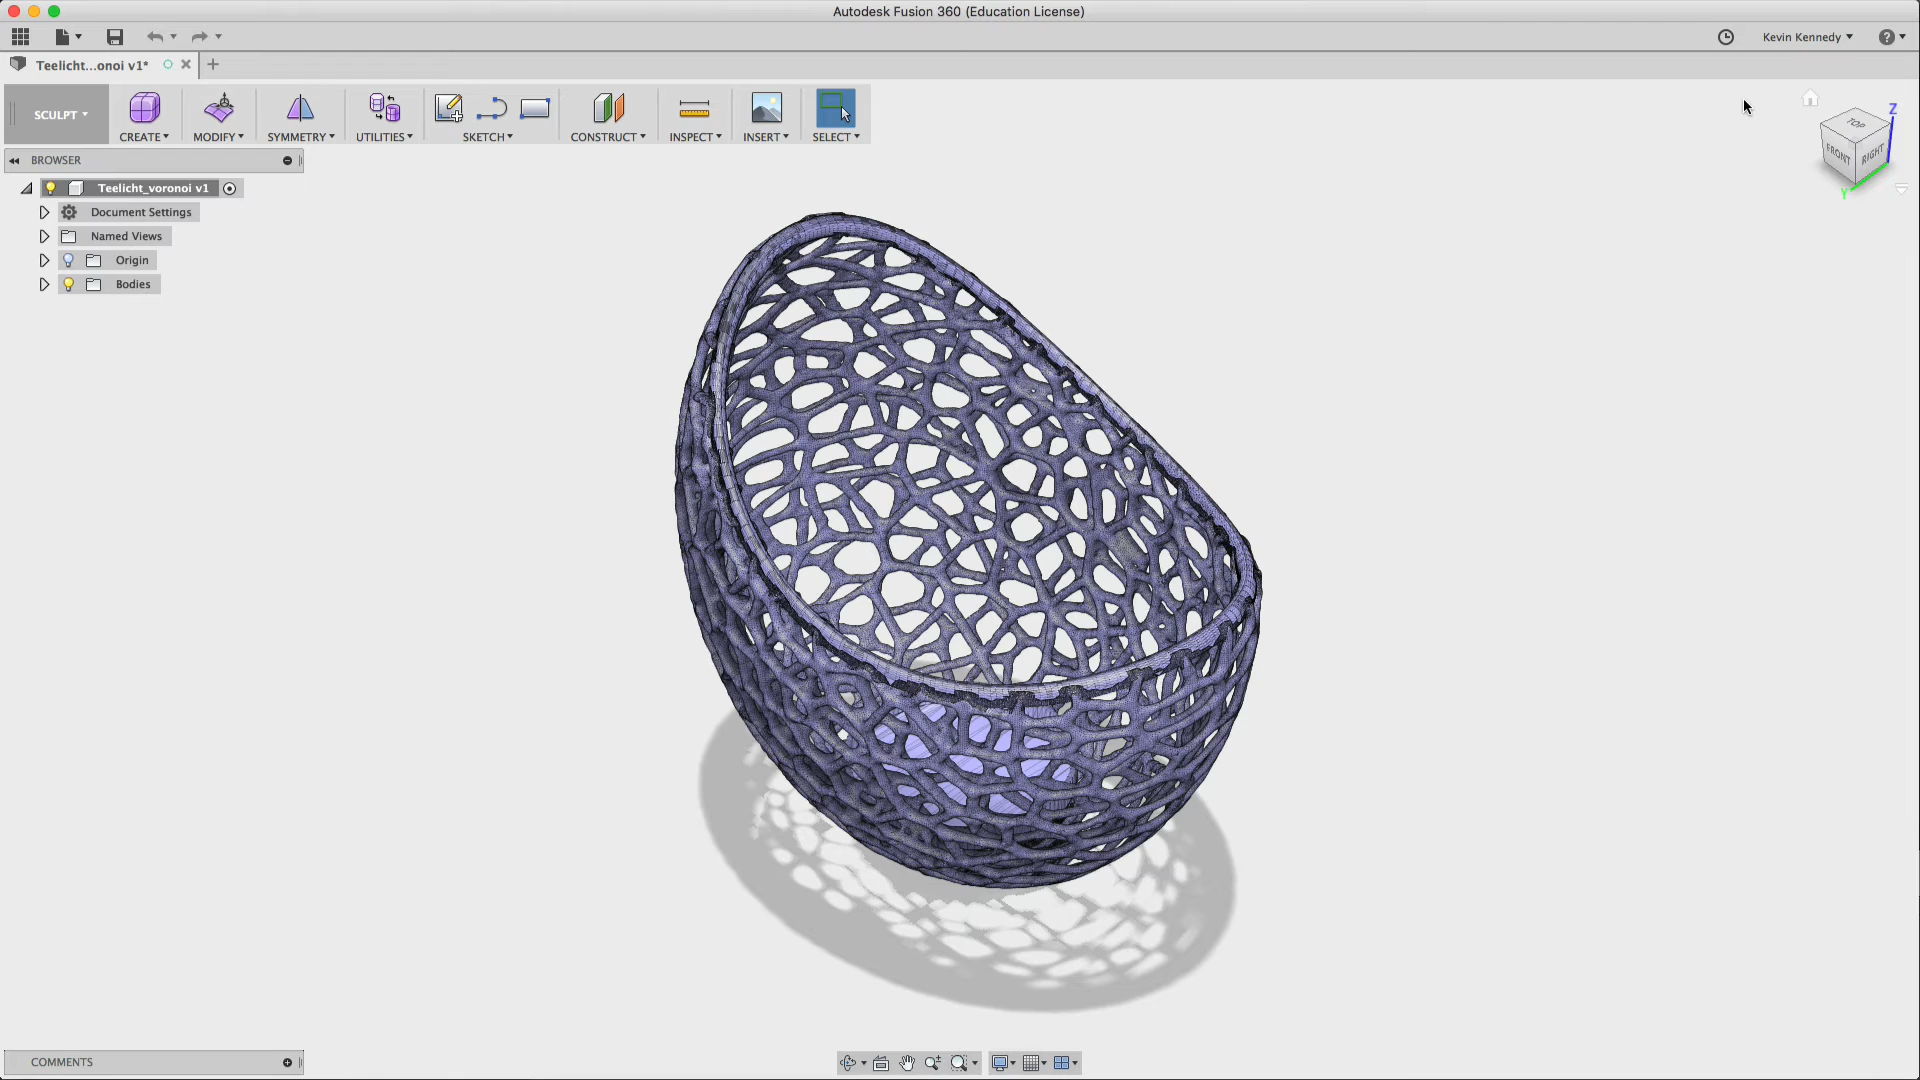 Autodesk Fusion 360 (Education License)
Kevin Kennedy
Teelicht...onoi v1*
SCULPT
CREATE
MODIFY
SYMMETRY
UTILITIES
SKETCH
CONSTRUCT
INSPECT
INSERT
SELECT
TOP
FRONT
RIGHT
Z
Y
BROWSER
Teelicht_voronoi v1
Document Settings
Named Views
Origin
Bodies
COMMENTS